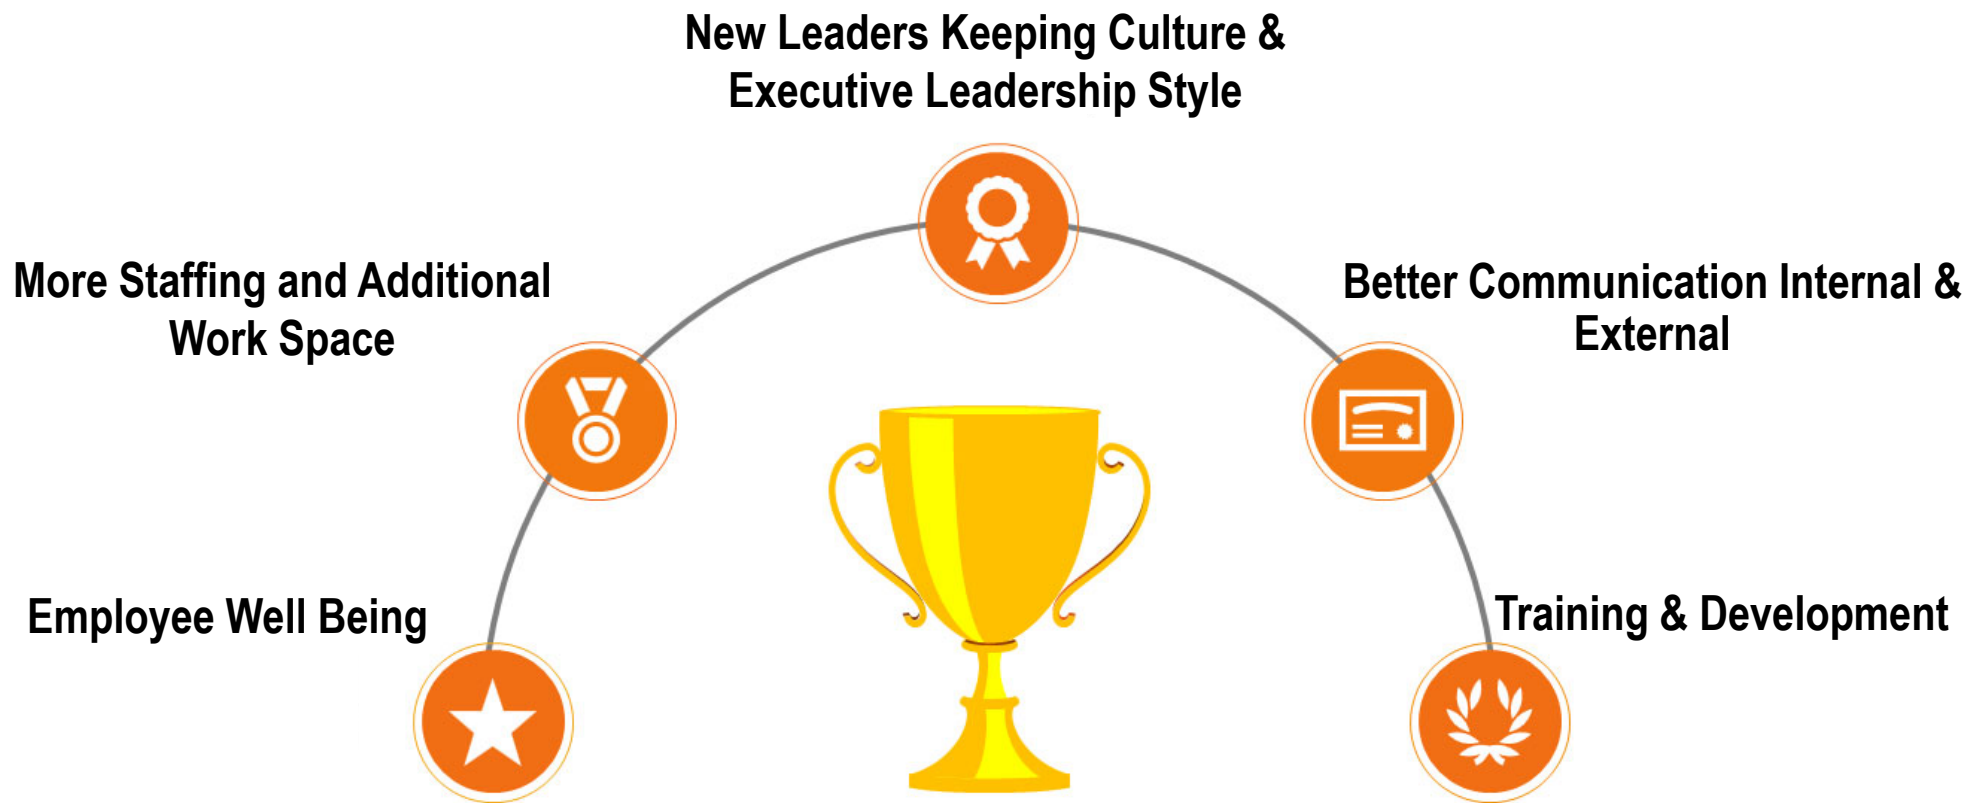 New Leaders Keeping Culture &
Executive Leadership Style
More Staffing and Additional
Work Space
Better Communication Internal &
External
Employee Well Being
Training & Development